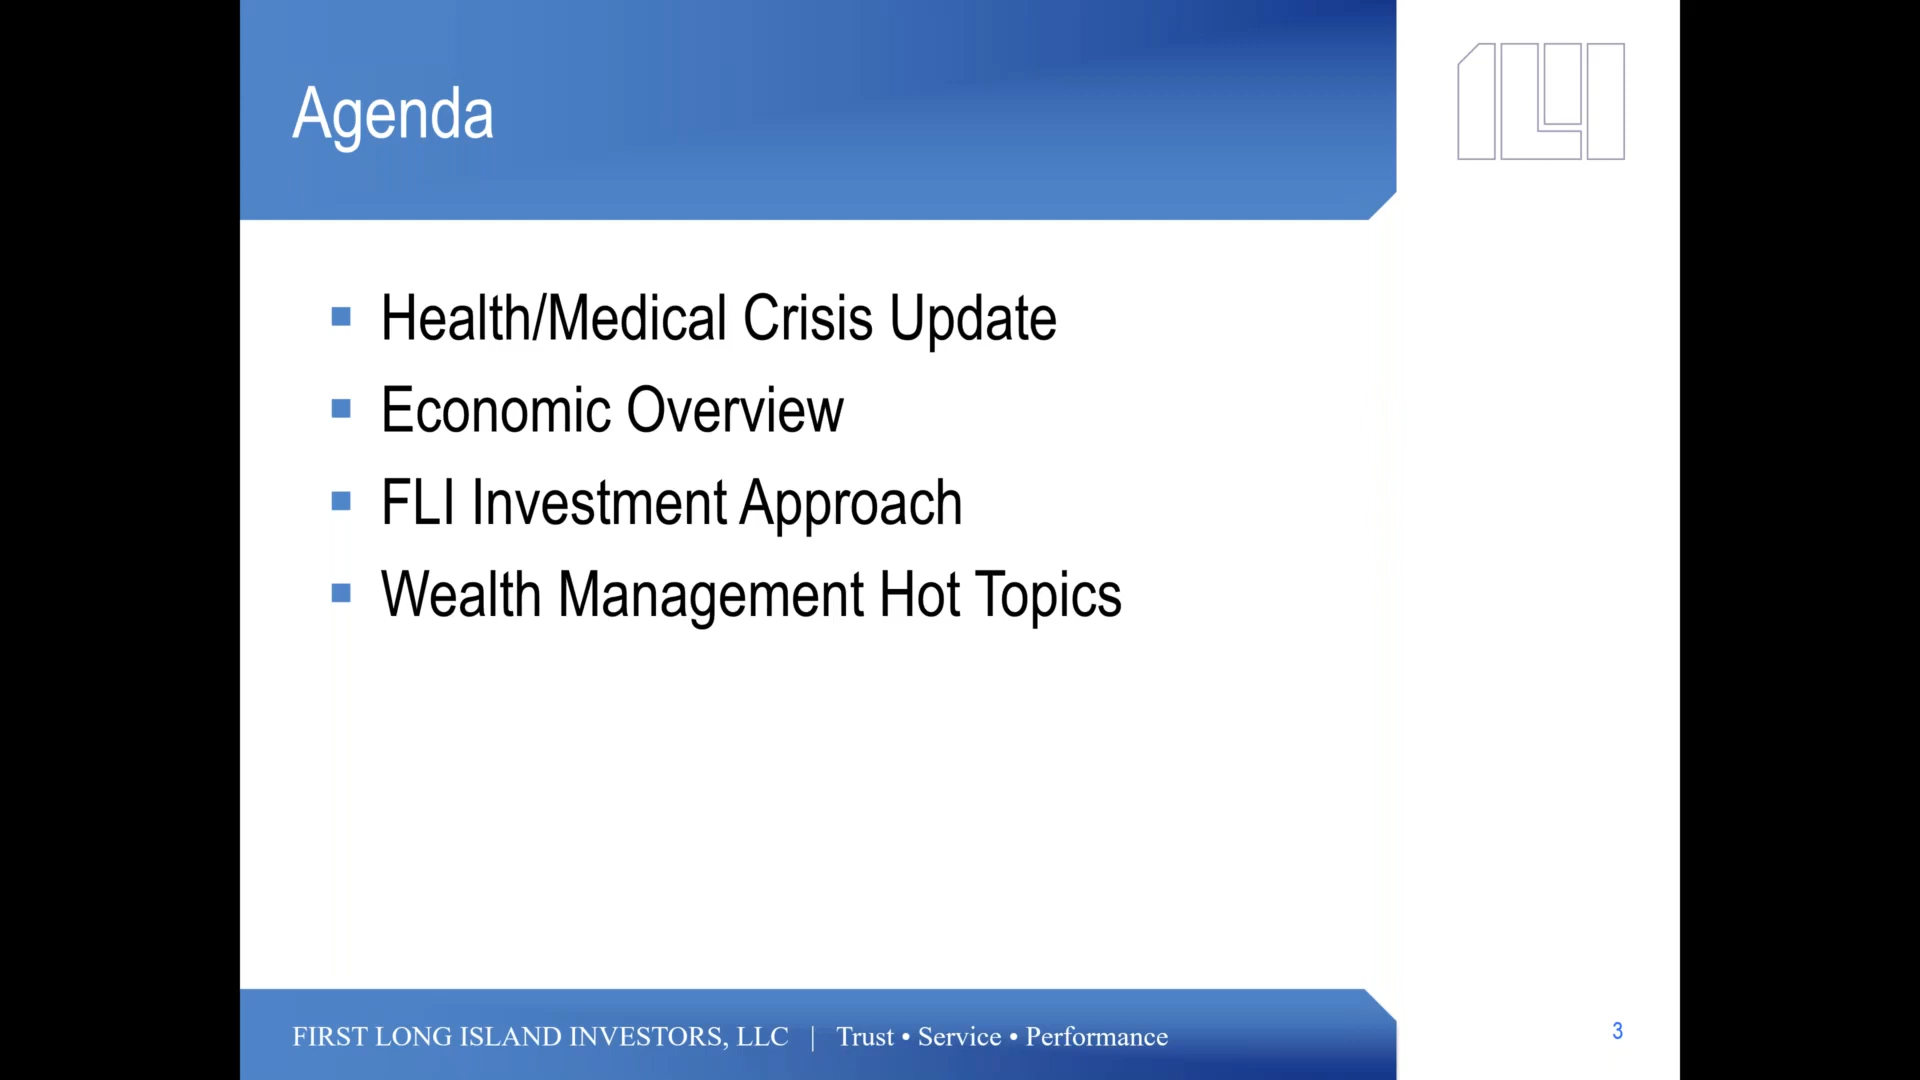 Agenda
Health/Medical Crisis Update
Economic Overview
FLI Investment Approach
Wealth Management Hot Topics
FIRST LONG ISLAND INVESTORS, LLC | Trust • Service • Performance
3